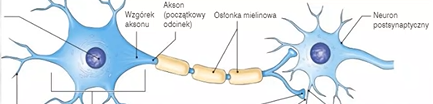 Wzgórek
aksonu
Akson
(początkowy
odcinek)
Osłonka mielinowa
Neuron
postsynaptyczny